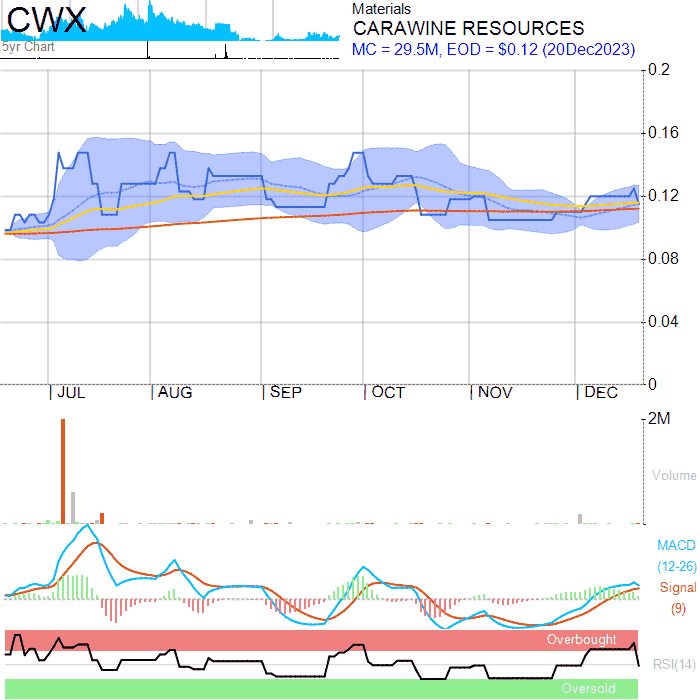 CWX
5yr Chart
Materials
CARAWINE RESOURCES
MC = 29.5M, EOD = $0.12 (20Dec2023)
0.2
0.16
0.12
0.08
0.04
0
JUL AUG SEP OCT NOV DEC
2M
Volume
MACD
(12-26)
Signal
(9)
Overbought
RSI(14)
Oversold